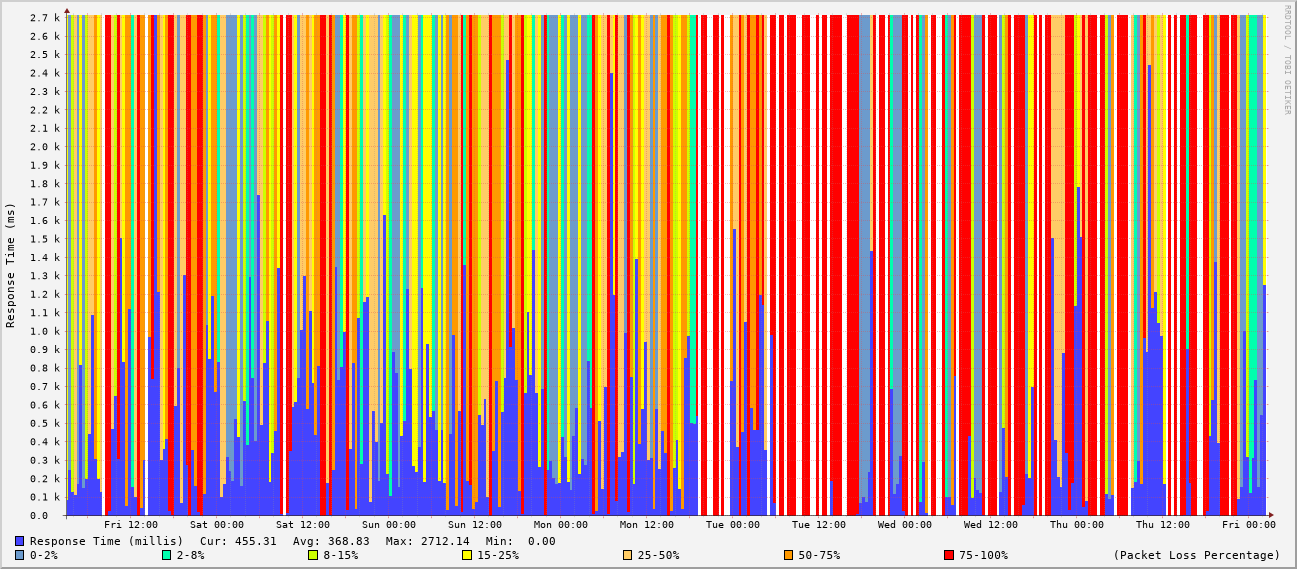 2.7 k
2.6 k
2.5 k
2.4 k
2.3 k
2.2 k
2.1 k
2.0 k
1.9 k
1.8 k
1.7 k
1.6 k
1.5 k
1.4 k
1.3 k
1.2 k
1.1 k
1.0 k
0.9 k
0.8 k
0.7 k
0.6 k
0.5 k
0.4 k
0.3 k
0.2 k
0.1 k
0.0
Response Time (ms)
RRDTOOL / TOBI OETIKER
Fri 12:00 Sat 00:00 Sat 12:00 Sun 00:00 Sun 12:00 Mon 00:00 Mon 12:00 Tue 00:00 Tue 12:00 Wed 00:00 Wed 12:00 Thu 00:00 Thu 12:00 Fri 00:00
Response Time (millis) Cur: 455.31 Avg: 368.83 Max: 2712.14 Min: 0.00
0-2% 2-8% 8-15% 15-25% 25-50% 50-75% 75-100% (Packet Loss Percentage)